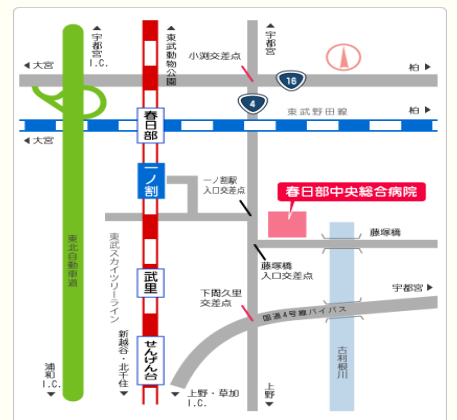 宇都宮I.C.
東武動物公園
宇都宮
小渕交差点
大宮
柏
16
4
東武野田線
柏
春日部
大宮
一ノ割
一ノ割駅
入口交差点
春日部中央総合病院
東北自動車道
東武スカイツリーライン
藤塚橋
武里
藤塚橋
入口交差点
下間久里
交差点
宇都宮
国道4号線バイパス
新越谷・北千住
せんげん台
古利根川
浦和I.C.
上野・草加
I.C.
上野